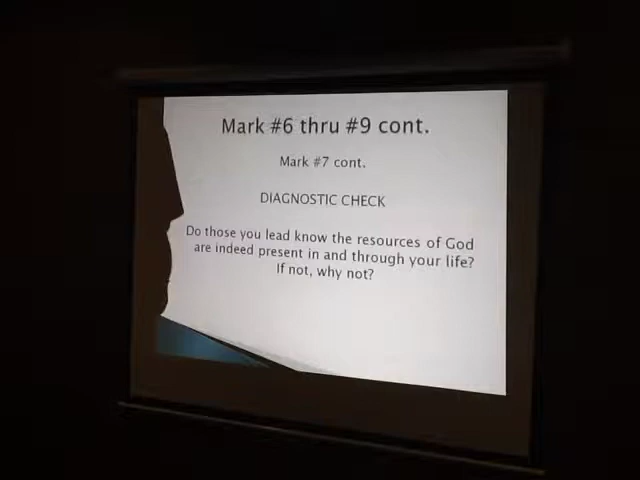 Mark #6 thru #9 cont.
Mark #7 cont.
DIAGNOSTIC CHECK
Do those you lead know the resources of God
are indeed present in and through your life?
If not, why not?